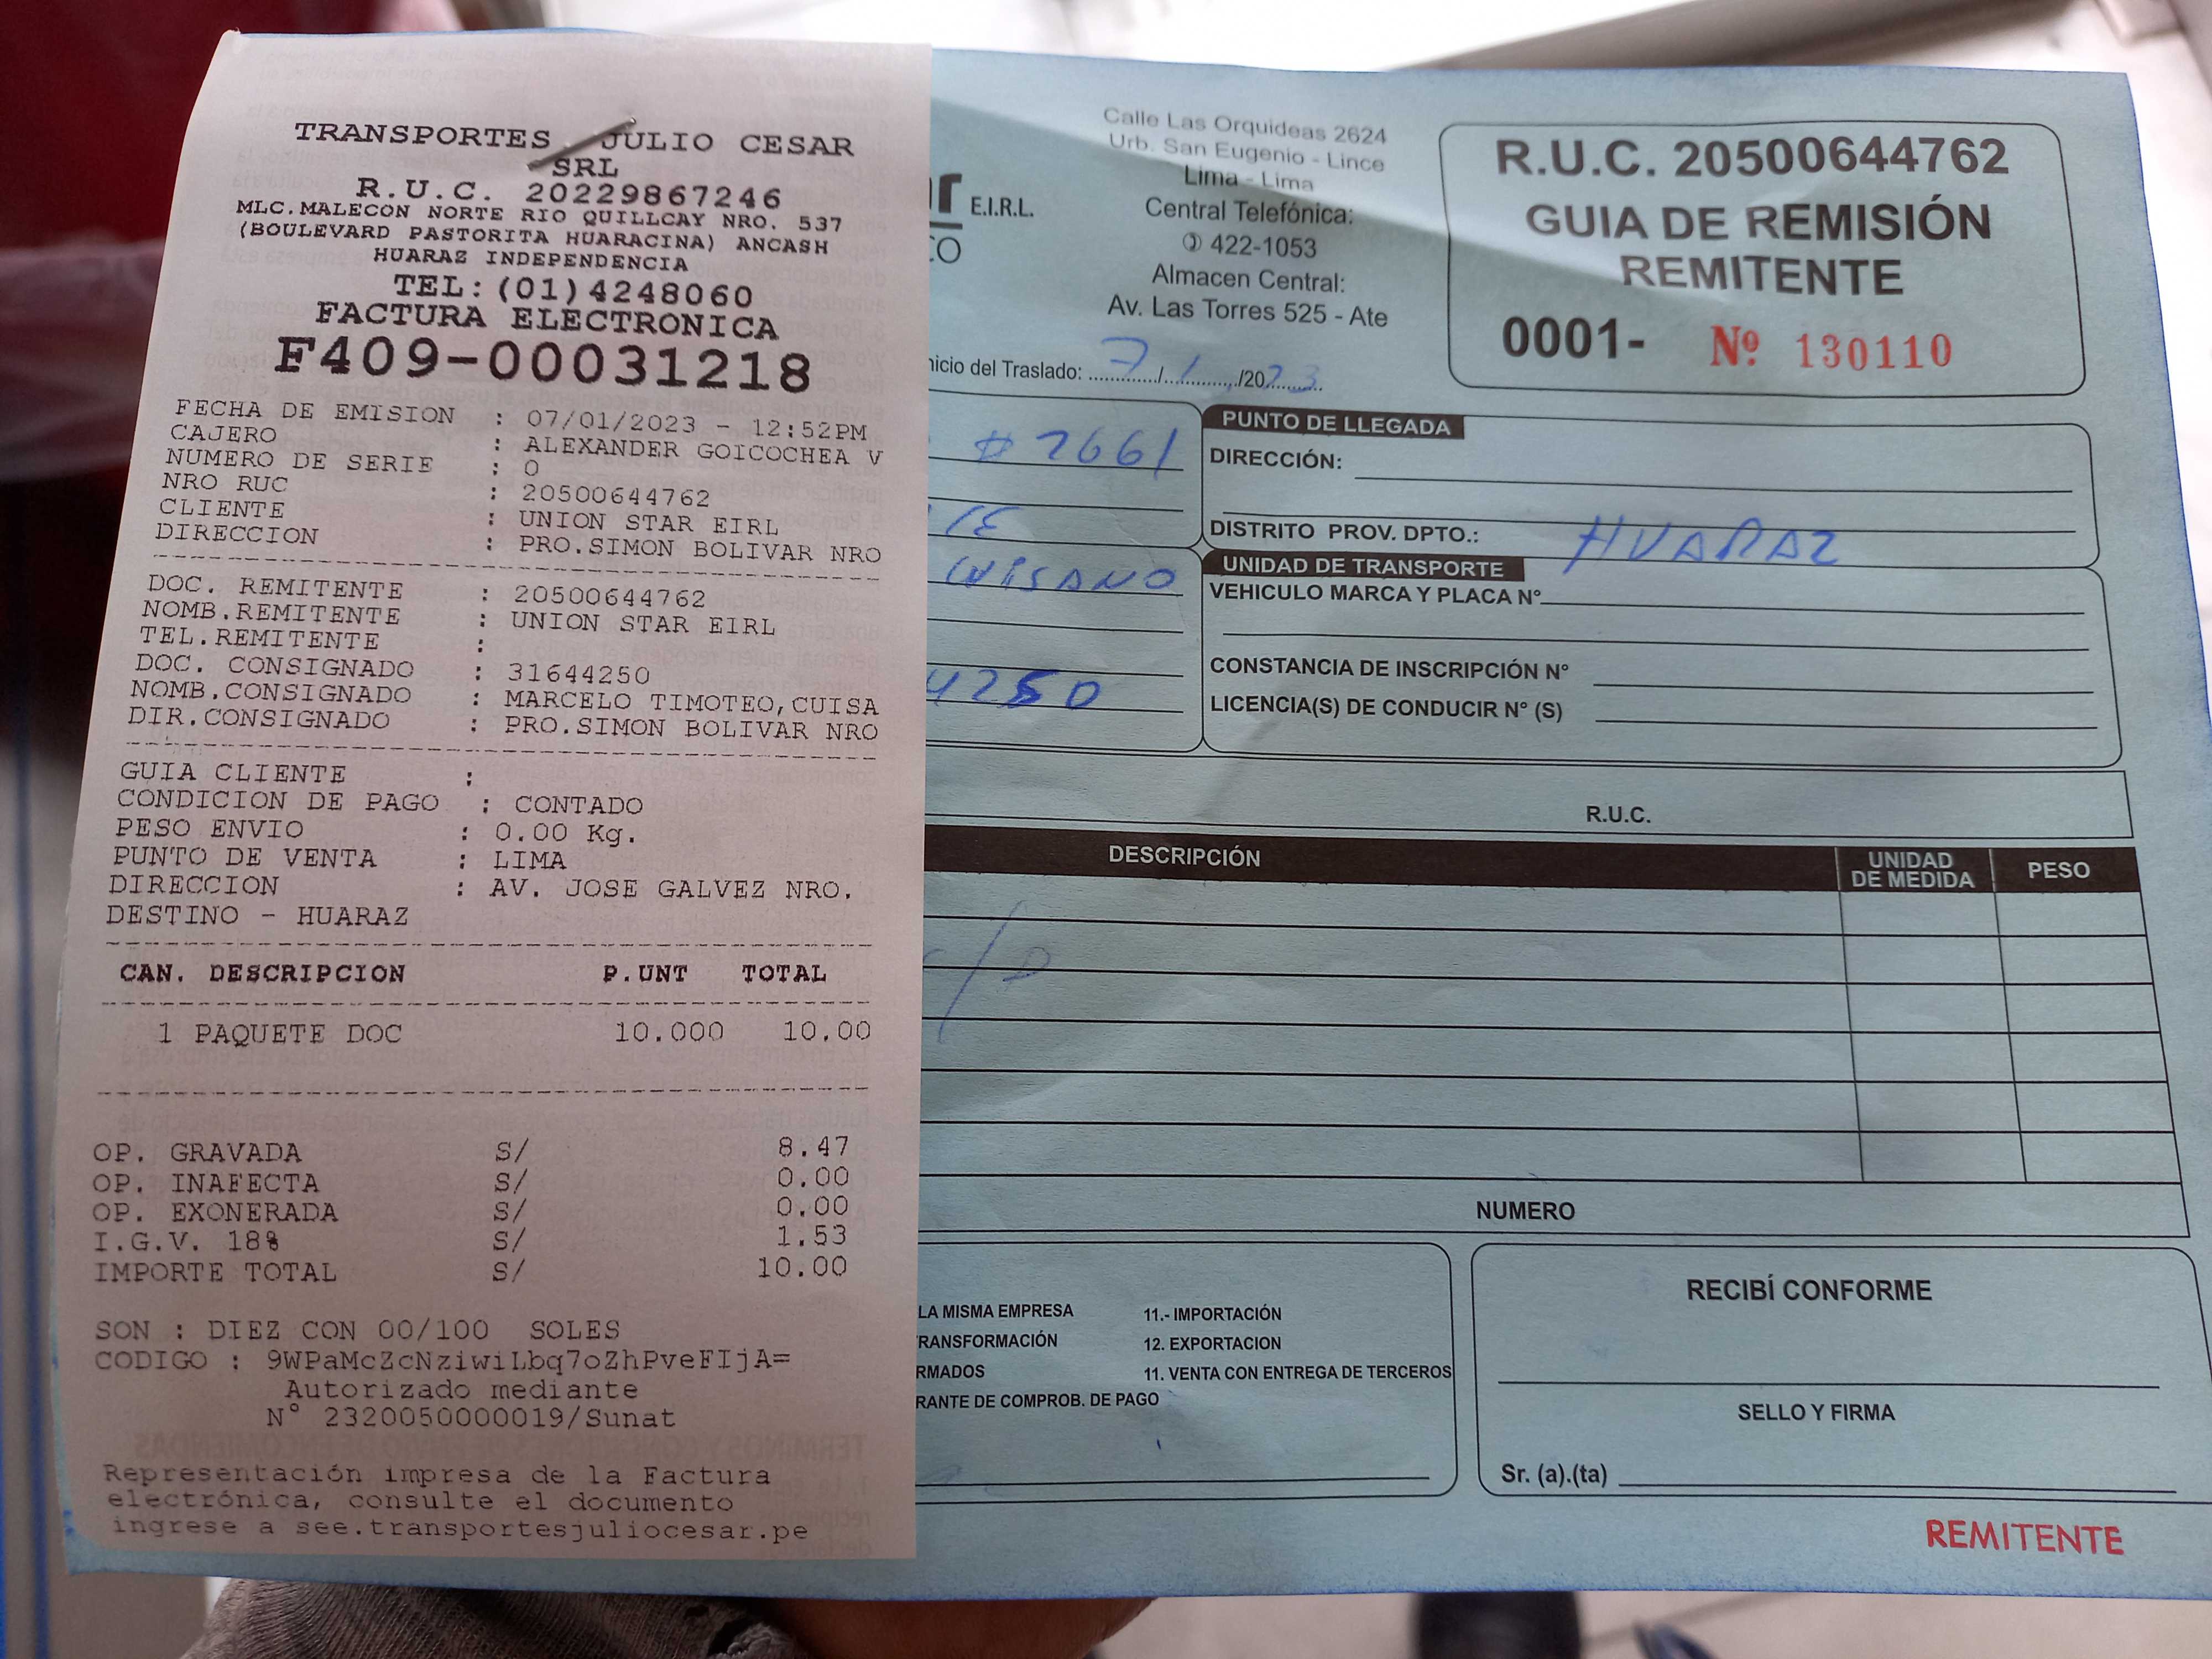 TRANSPORTES JULIO CESAR
SRL
R.U.C. 20229867246
MLC.MALECON NORTE RIO QUILLCAY NRO. 537
(BOULEVARD PASTORITA HUARACINA) ANCASH
HUARAZ INDEPENDENCIA
TEL:(01)4248060
FACTURA ELECTRONICA
F409-00031218
FECHA DE EMISION : 07/01/2023 - 12:52PM
CAJERO : ALEXANDER GOICOCHEA V
NUMERO DE SERIE : 0
NRO RUC : 20500644762
CLIENTE : UNION STAR EIRL
DIRECCION : PRO.SIMON BOLIVAR NRO
DOC. REMITENTE : 20500644762
NOMB.REMITENTE : UNION STAR EIRL
TEL.REMITENTE :
DOC. CONSIGNADO : 31644250
NOMB.CONSIGNADO : MARCELO TIMOTEO,CUISA
DIR.CONSIGNADO : PRO.SIMON BOLIVAR NRO
GUIA CLIENTE :
CONDICION DE PAGO : CONTADO
PESO ENVIO : 0.00 Kg.
PUNTO DE VENTA : LIMA
DIRECCION : AV. JOSE GALVEZ NRO.
DESTINO - HUARAZ
CAN. DESCRIPCION P.UNT TOTAL
1 PAQUETE DOC 10.000 10.00
OP. GRAVADA S/ 8.47
OP. INAFECTA S/ 0.00
OP. EXONERADA S/ 0.00
I.G.V. 18% S/ 1.53
IMPORTE TOTAL S/ 10.00
SON : DIEZ CON 00/100 SOLES
CODIGO : 9WPaMcZcNziwiLbq7oZhPveFIjA=
Autorizado mediante
N° 2320050000019/Sunat
Representación impresa de la Factura
electrónica, consulte el documento
ingrese a see.transportesjuliocesar.pe
E.I.R.L.
CO
Calle Las Orquideas 2624
Urb. San Eugenio - Lince
Lima - Lima
Central Telefónica:
422-1053
Almacen Central:
Av. Las Torres 525 - Ate
R.U.C. 20500644762
GUIA DE REMISIÓN
REMITENTE
0001- Nº 130110
nicio del Traslado: 7/1/2023
# 2661
4250
PUNTO DE LLEGADA
DIRECCIÓN:
DISTRITO PROV. DPTO.: HUARAZ
UNIDAD DE TRANSPORTE
VEHICULO MARCA Y PLACA N°
CONSTANCIA DE INSCRIPCIÓN N°
LICENCIA(S) DE CONDUCIR N° (S)
R.U.C.
DESCRIPCIÓN UNIDAD DE MEDIDA PESO
NUMERO
LA MISMA EMPRESA 11.- IMPORTACIÓN
RANSFORMACIÓN 12. EXPORTACION
RMADOS 11. VENTA CON ENTREGA DE TERCEROS
RANTE DE COMPROB. DE PAGO
RECIBÍ CONFORME
SELLO Y FIRMA
Sr. (a).(ta)
REMITENTE